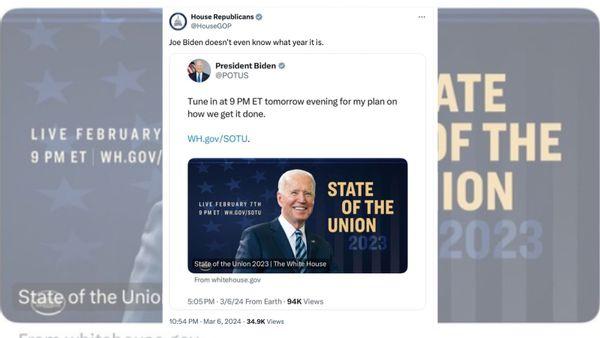 House Republicans
@HouseGOP
Joe Biden doesn't even know what year it is.
President Biden
@POTUS
Tune in at 9 PM ET tomorrow evening for my plan on
how we get it done.
WH.gov/SOTU.
LIVE FEBRUARY 7TH
9 PM ET | WH.GOV/SOTU
STATE
OF THE
UNION
2023
State of the Union 2023 | The White House
From whitehouse.gov
5:05 PM · 3/6/24 From Earth · 94K Views
10:54 PM · Mar 6, 2024 · 34.9K Views
LIVE FEBRUARY
9 PM ET | WH.GOV/
State of the Unio
From whitehouse.gov
ATE
OF THE
ION
2023